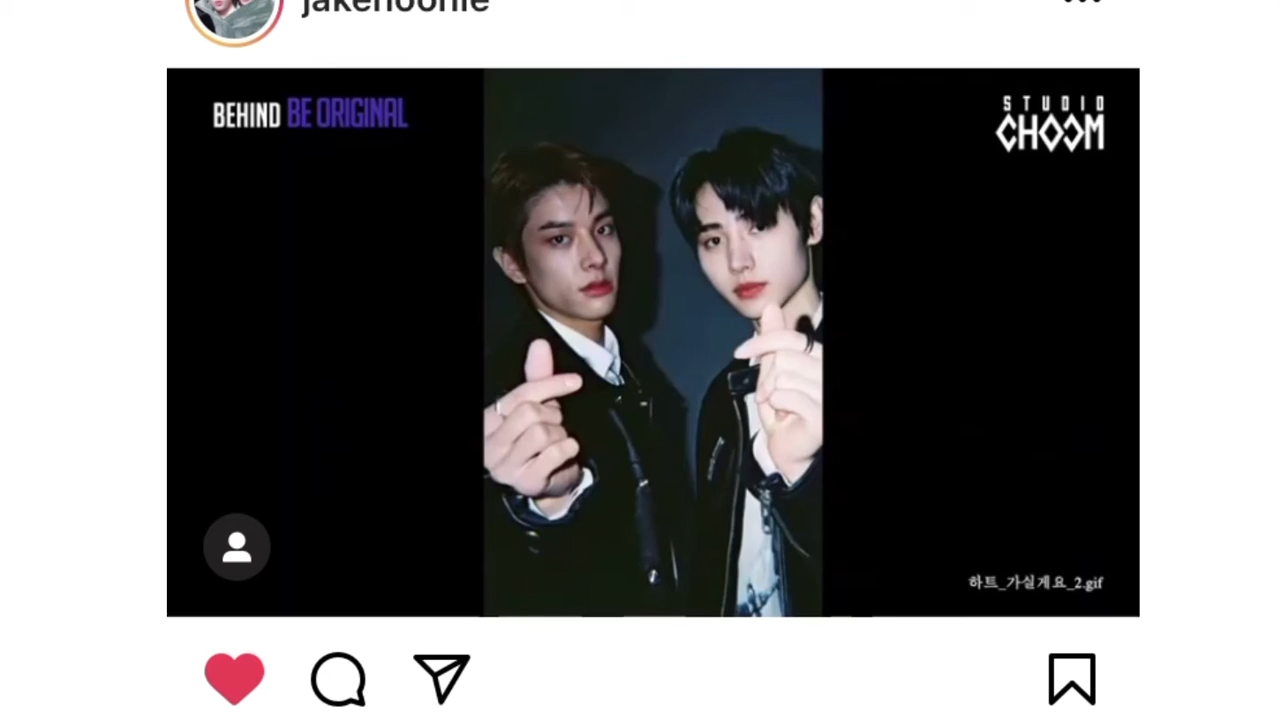 jakehoonie
BEHIND BE ORIGINAL
STUDIO
CHOOM
하트_가실게요_2.gif